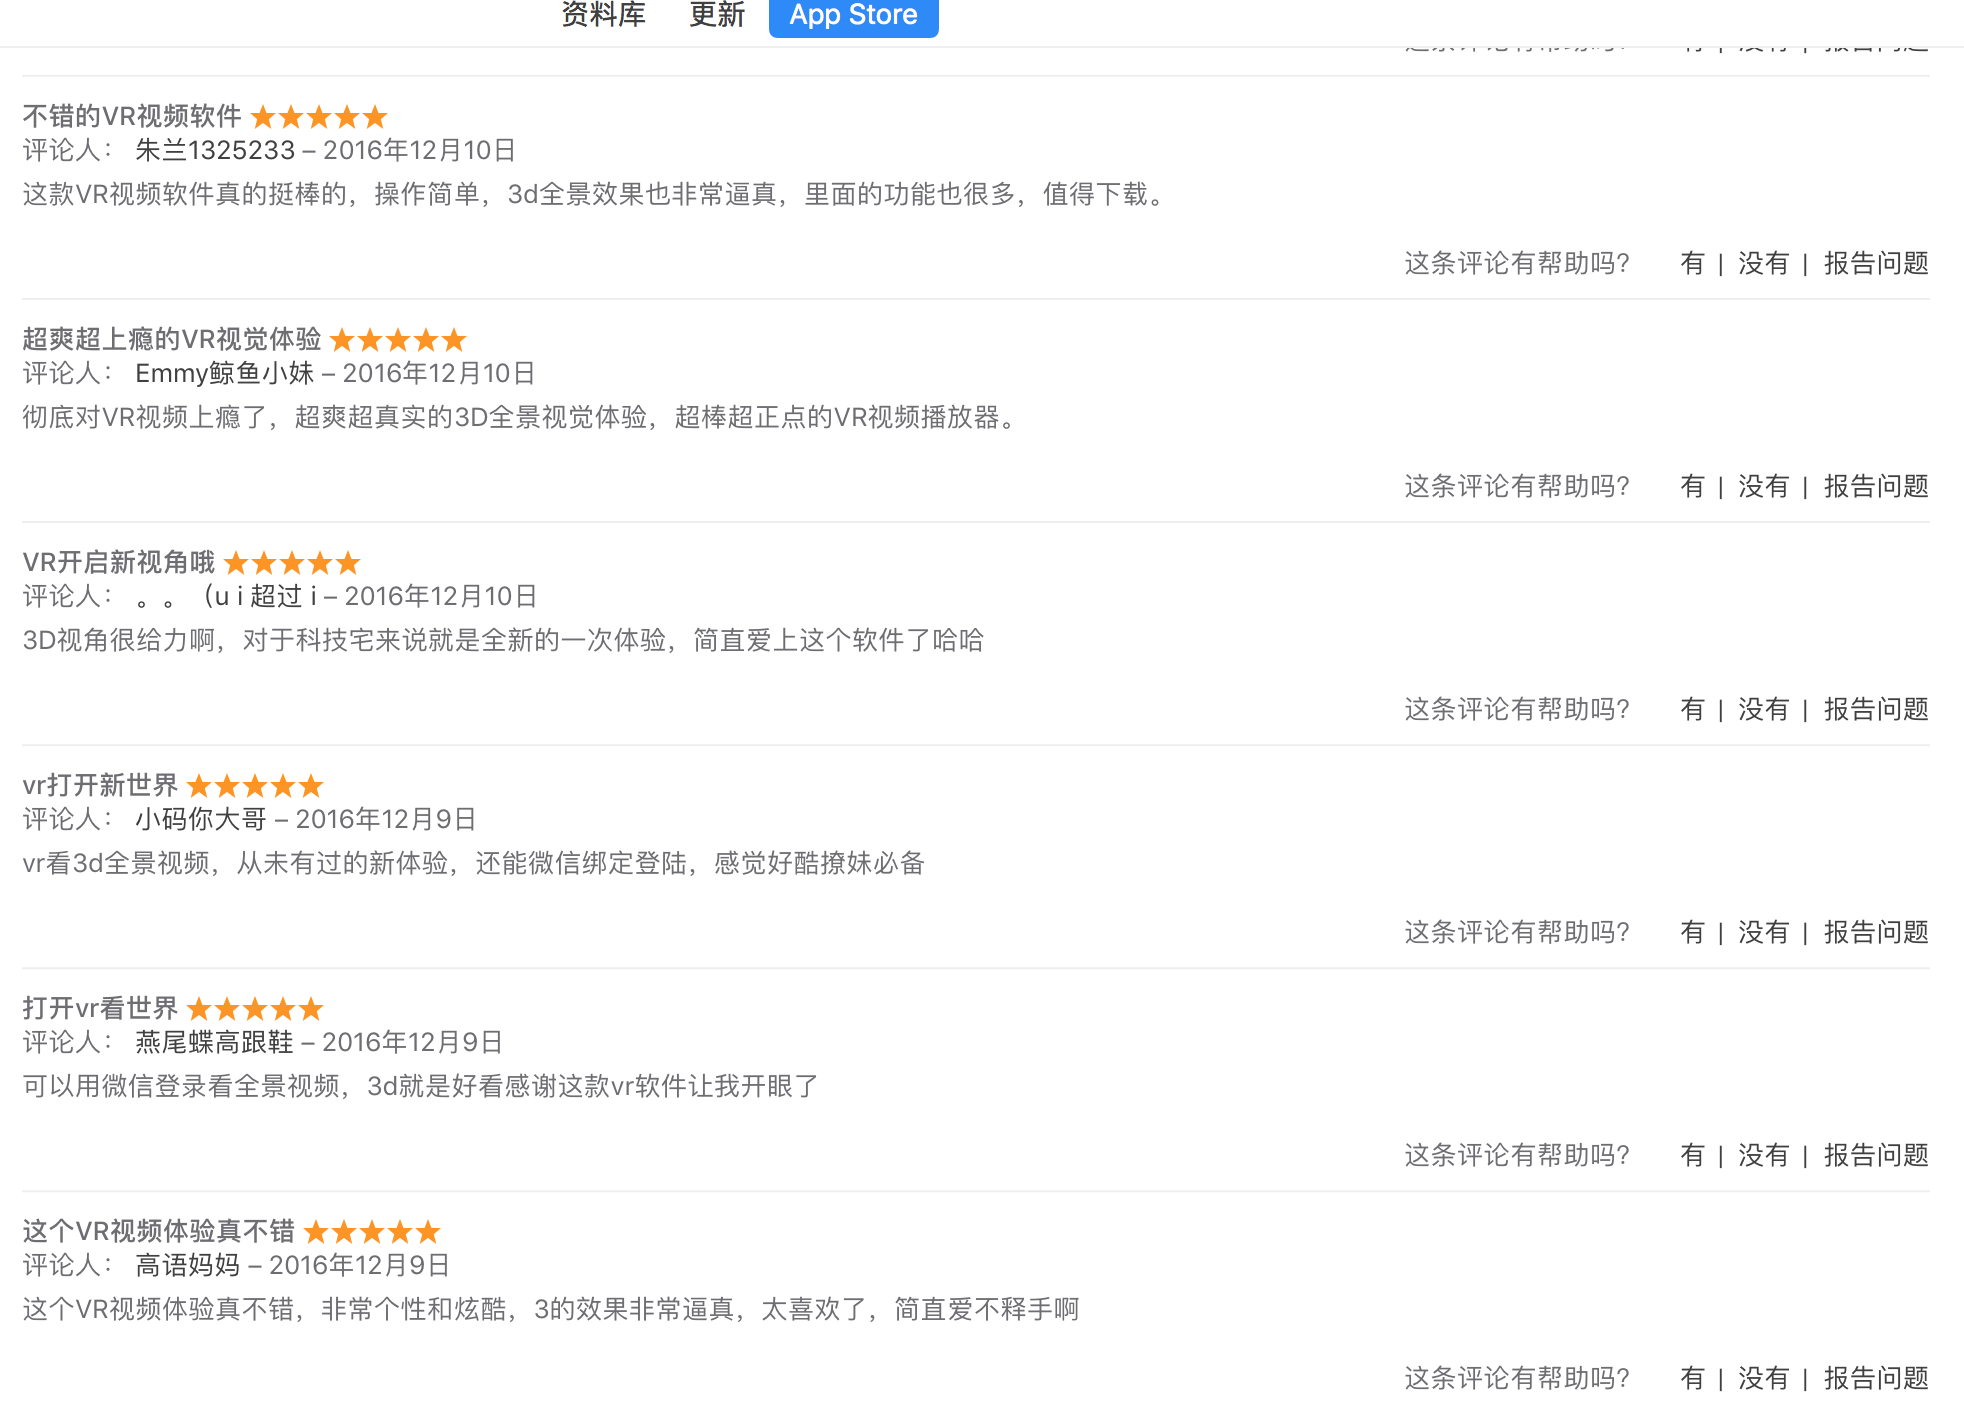 资料库 更新 App Store
不错的VR视频软件
评论人： 朱兰1325233 – 2016年12月10日
这款VR视频软件真的挺棒的，操作简单，3d全景效果也非常逼真，里面的功能也很多，值得下载。
这条评论有帮助吗? 有 | 没有 | 报告问题
超爽超上瘾的VR视觉体验
评论人： Emmy鲸鱼小妹 – 2016年12月10日
彻底对VR视频上瘾了，超爽超真实的3D全景视觉体验，超棒超正点的VR视频播放器。
这条评论有帮助吗? 有 | 没有 | 报告问题
VR开启新视角哦
评论人： 。。（u i 超过 i – 2016年12月10日
3D视角很给力啊，对于科技宅来说就是全新的一次体验，简直爱上这个软件了哈哈
这条评论有帮助吗? 有 | 没有 | 报告问题
vr打开新世界
评论人： 小码你大哥 – 2016年12月9日
vr看3d全景视频，从未有过的新体验，还能微信绑定登陆，感觉好酷撩妹必备
这条评论有帮助吗? 有 | 没有 | 报告问题
打开vr看世界
评论人： 燕尾蝶高跟鞋 – 2016年12月9日
可以用微信登录看全景视频，3d就是好看感谢这款vr软件让我开眼了
这条评论有帮助吗? 有 | 没有 | 报告问题
这个VR视频体验真不错
评论人： 高语妈妈 – 2016年12月9日
这个VR视频体验真不错，非常个性和炫酷，3的效果非常逼真，太喜欢了，简直爱不释手啊
这条评论有帮助吗? 有 | 没有 | 报告问题